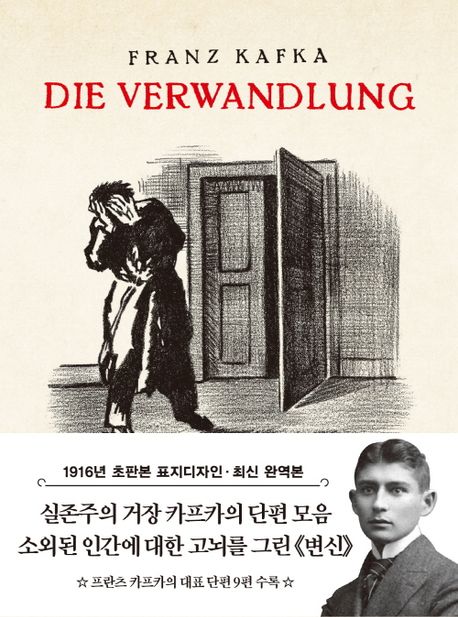 FRANZ KAFKA
DIE VERWANDLUNG
1916년 초판본 표지디자인·최신 완역본
실존주의 거장 카프카의 단편 모음
소외된 인간에 대한 고뇌를 그린 《변신》
☆ 프란츠 카프카의 대표 단편 9편 수록 ☆